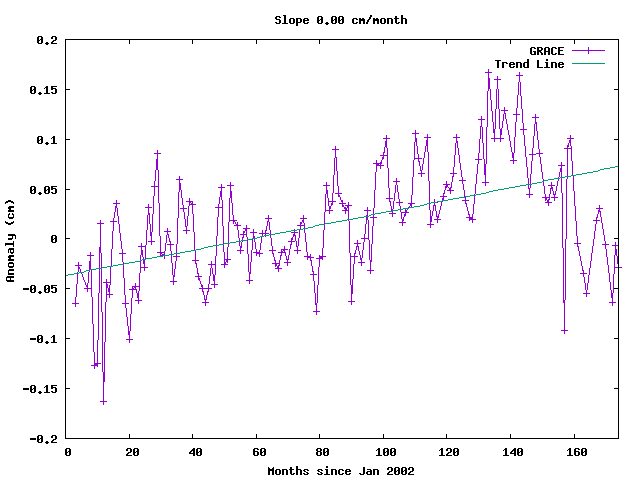 Slope 0.00 cm/month
GRACE
Trend Line
0.2
0.15
0.1
0.05
0
-0.05
-0.1
-0.15
-0.2
Anomaly (cm)
0 20 40 60 80 100 120 140 160
Months since Jan 2002